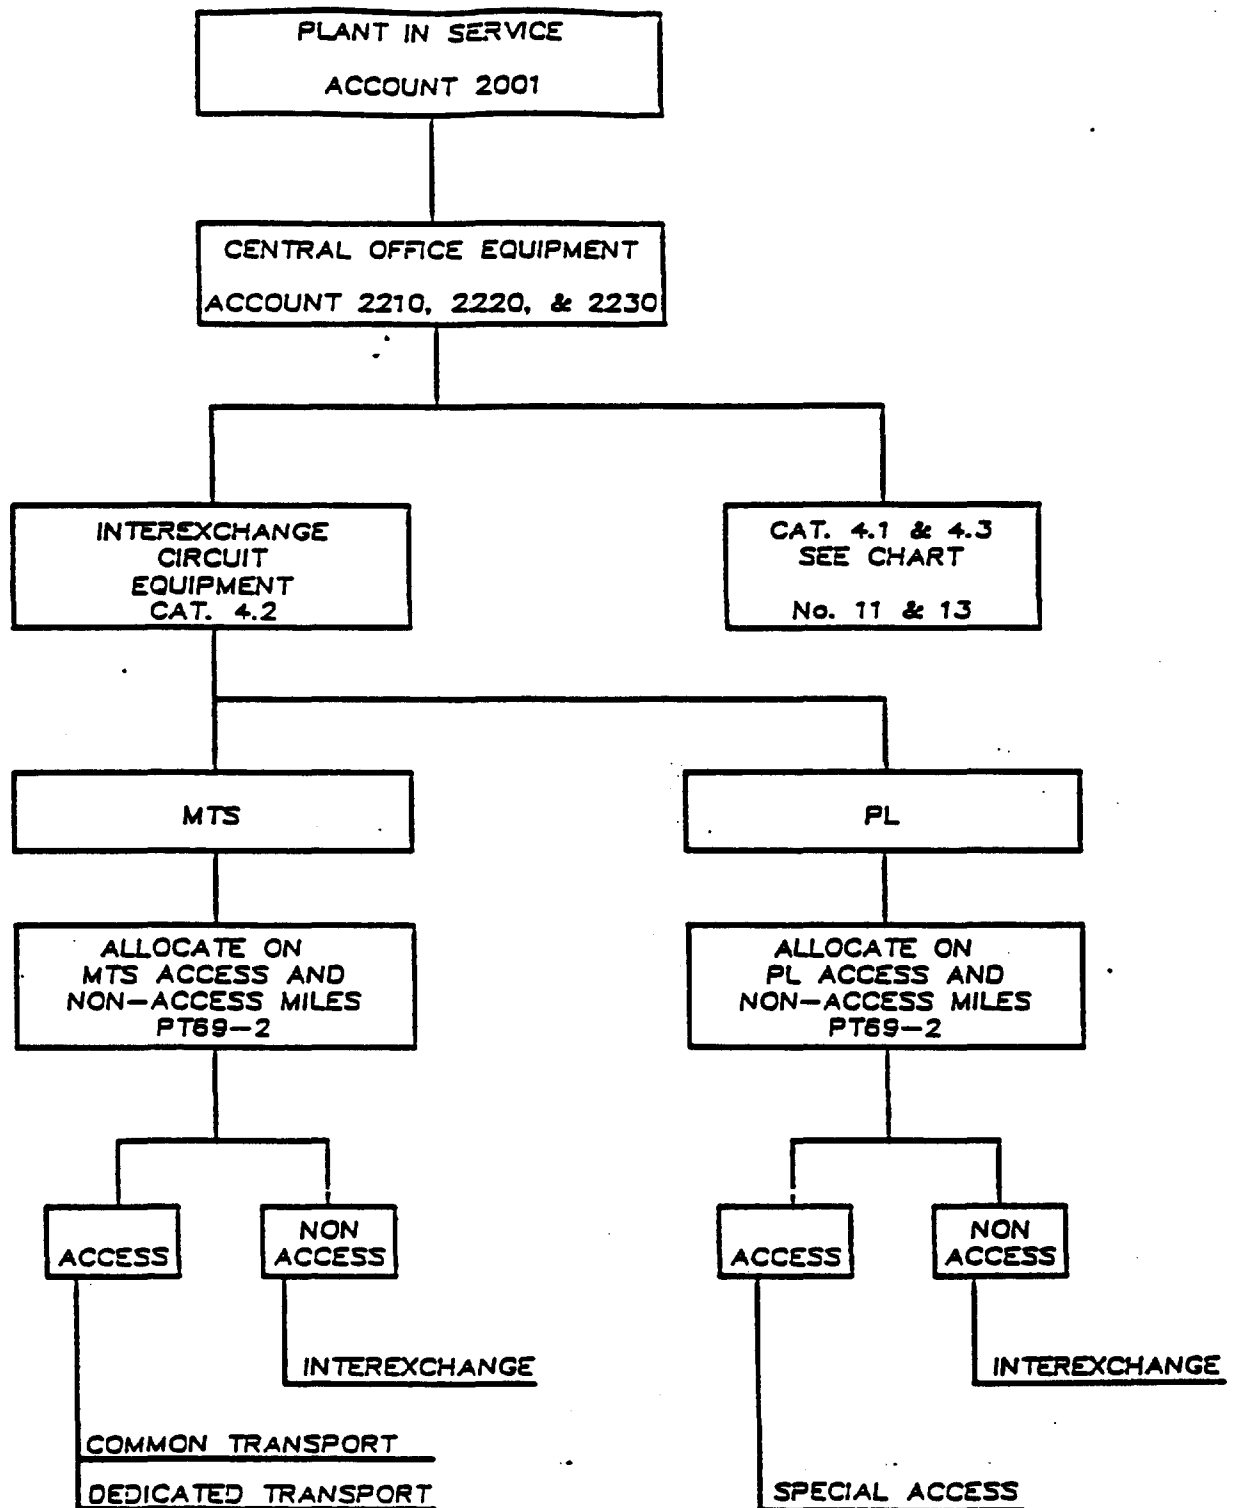 PLANT IN SERVICE
ACCOUNT 2001
CENTRAL OFFICE EQUIPMENT
ACCOUNT 2210, 2220, & 2230
INTEREXCHANGE
CIRCUIT
EQUIPMENT
CAT. 4.2
CAT. 4.1 & 4.3
SEE CHART
No. 11 & 13
MTS
PL
ALLOCATE ON
MTS ACCESS AND
NON-ACCESS MILES
PT69-2
ALLOCATE ON
PL ACCESS AND
NON-ACCESS MILES
PT69-2
ACCESS
NON
ACCESS
ACCESS
NON
ACCESS
INTEREXCHANGE
INTEREXCHANGE
COMMON TRANSPORT
DEDICATED TRANSPORT
SPECIAL ACCESS